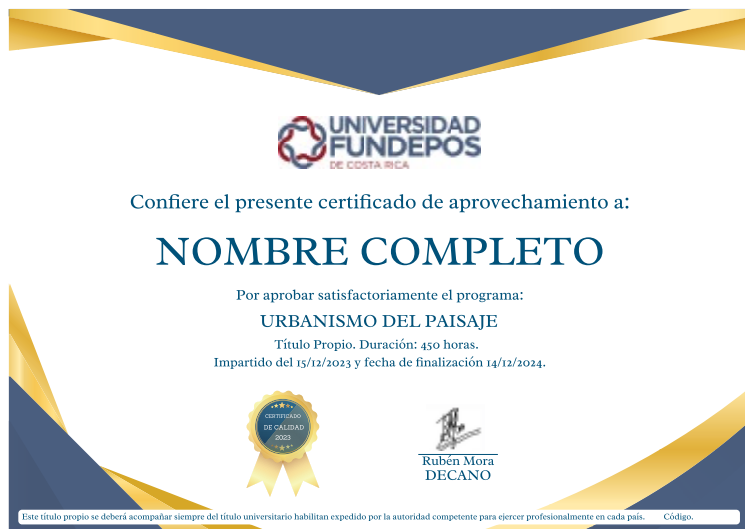 UNIVERSIDAD
FUNDEPOS
DE COSTA RICA
Confiere el presente certificado de aprovechamiento a:
NOMBRE COMPLETO
Por aprobar satisfactoriamente el programa:
URBANISMO DEL PAISAJE
Título Propio. Duración: 450 horas.
Impartido del 15/12/2023 y fecha de finalización 14/12/2024.
CERTIFICADO
DE CALIDAD
2023
Rubén Mora
DECANO
Este título propio se deberá acompañar siempre del título universitario habilitan expedido por la autoridad competente para ejercer profesionalmente en cada país. Código.